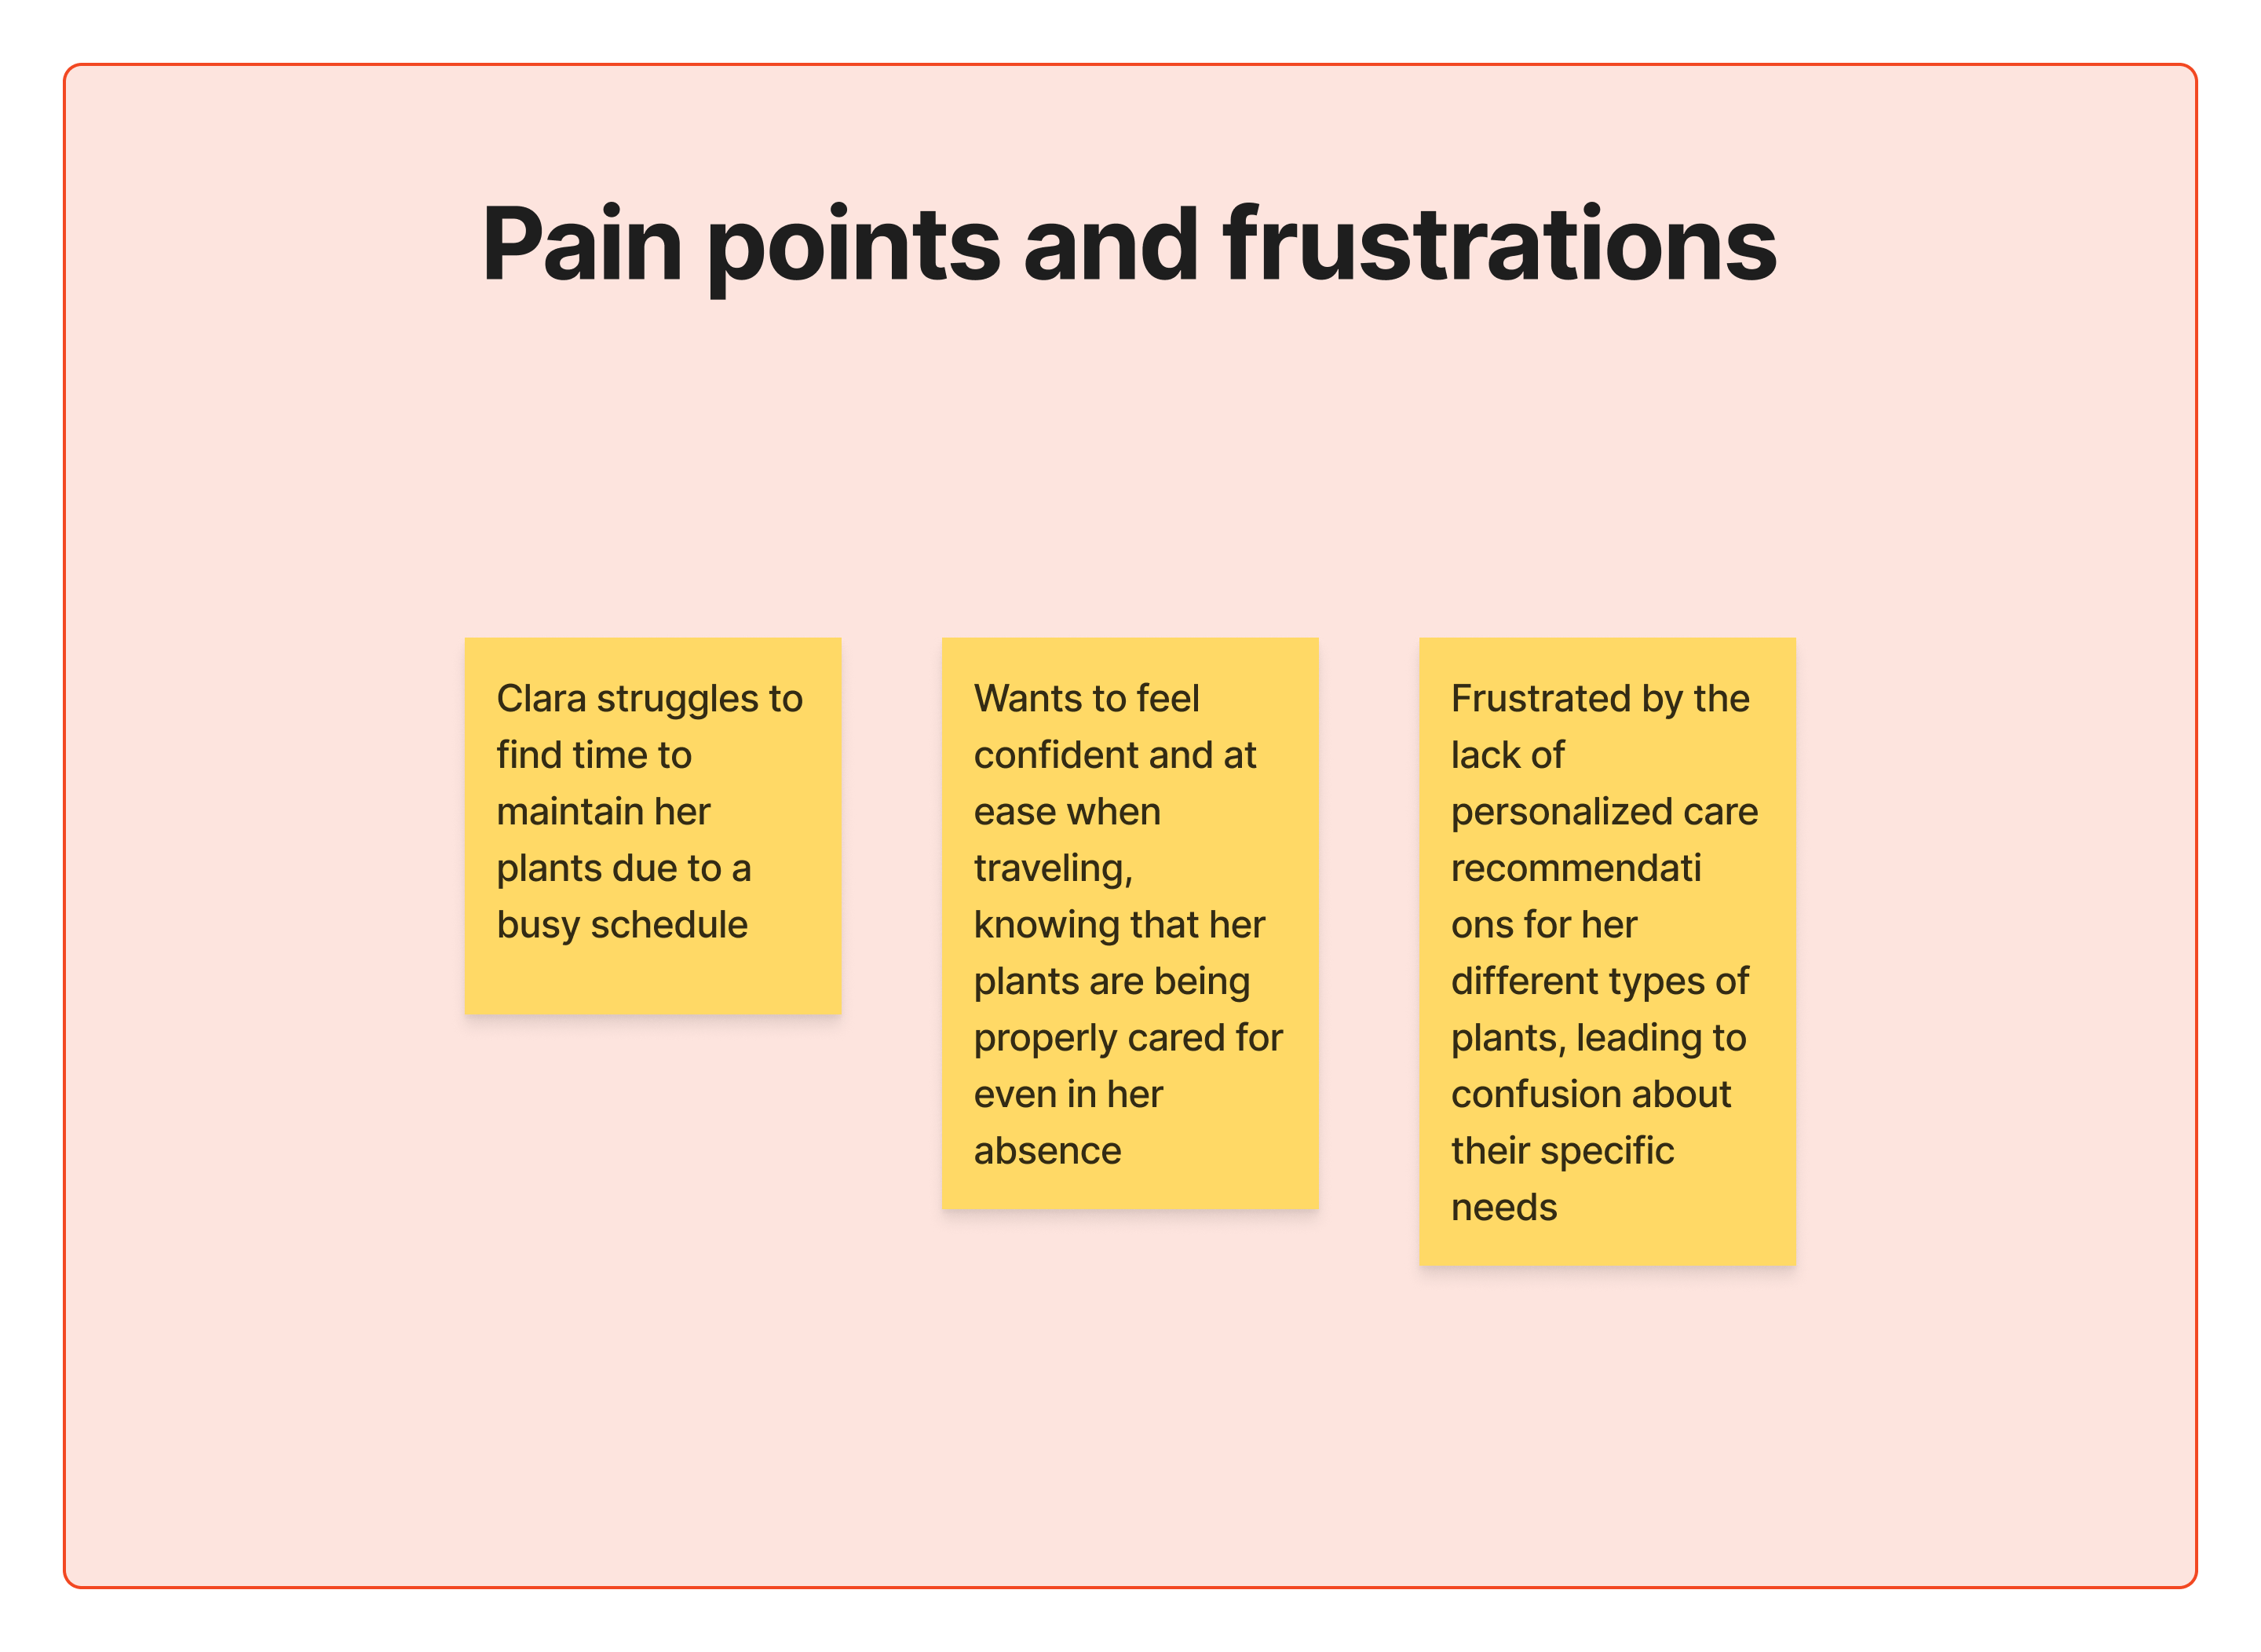 Pain points and frustrations
Clara struggles to
find time to
maintain her
plants due to a
busy schedule
Wants to feel
confident and at
ease when
traveling,
knowing that her
plants are being
properly cared for
even in her
absence
Frustrated by the
lack of
personalized care
recommendati
ons for her
different types of
plants, leading to
confusion about
their specific
needs